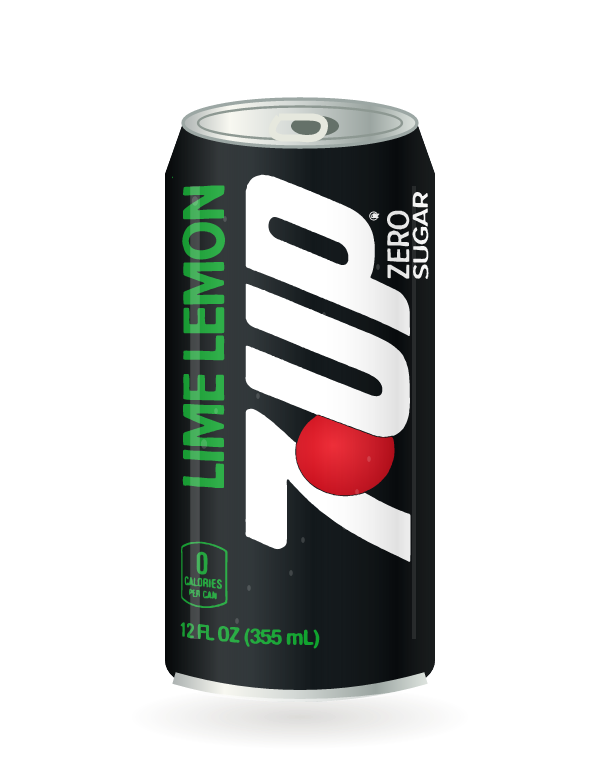 LIME LEMON
7UP®
ZERO
SUGAR
0
CALORIES
PER CAN
12 FL OZ (355 mL)